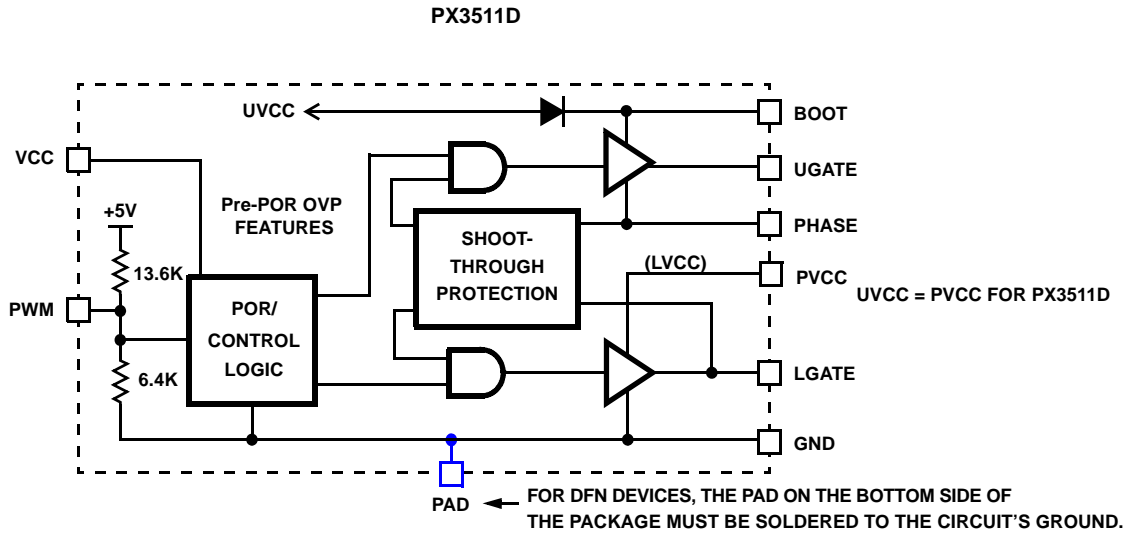 PX3511D
UVCC
BOOT
VCC
UGATE
+5V
Pre-POR OVP
FEATURES
PHASE
SHOOT-
THROUGH
PROTECTION
(LVCC)
PVCC
UVCC = PVCC FOR PX3511D
13.6K
PWM
POR/
CONTROL
LOGIC
6.4K
LGATE
GND
PAD
FOR DFN DEVICES, THE PAD ON THE BOTTOM SIDE OF
THE PACKAGE MUST BE SOLDERED TO THE CIRCUIT'S GROUND.